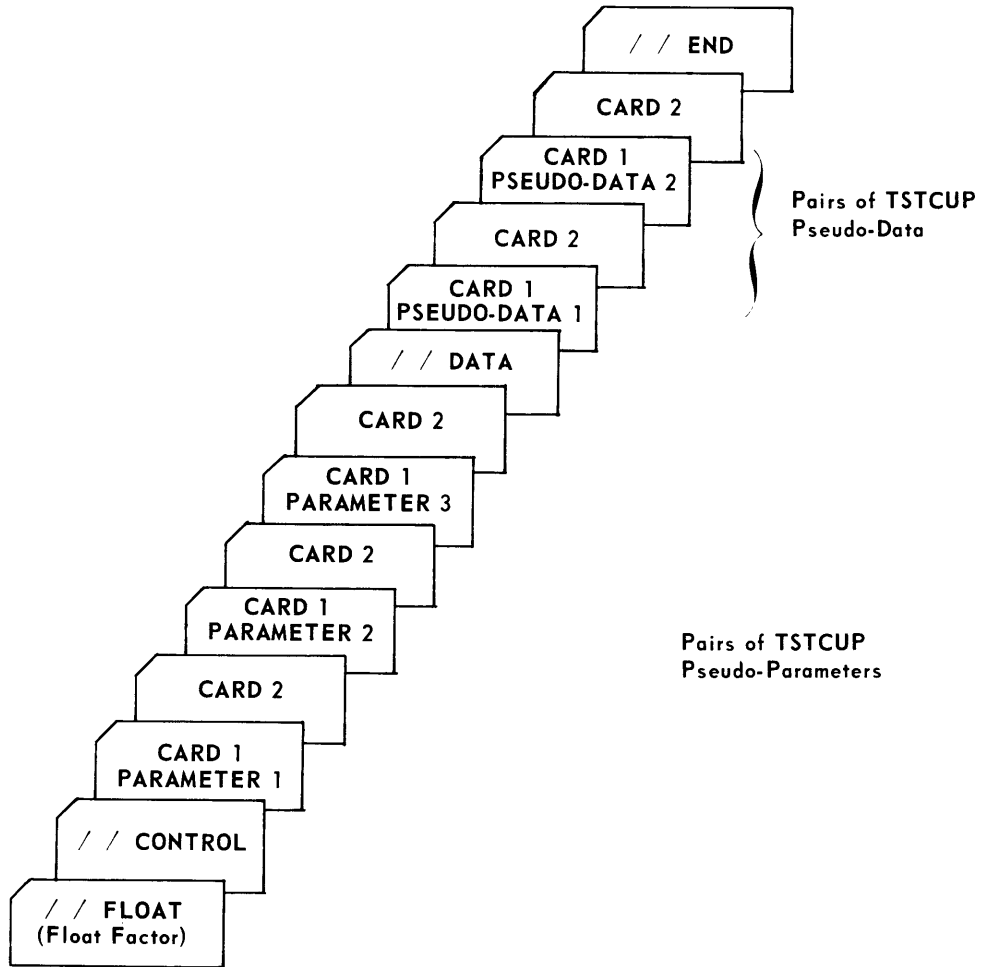 / / END
CARD 2
CARD 1
PSEUDO-DATA 2
Pairs of TSTCUP
Pseudo-Data
CARD 2
CARD 1
PSEUDO-DATA 1
/ / DATA
CARD 2
CARD 1
PARAMETER 3
CARD 2
CARD 1
PARAMETER 2
Pairs of TSTCUP
Pseudo-Parameters
CARD 2
CARD 1
PARAMETER 1
/ / CONTROL
/ / FLOAT
(Float Factor)